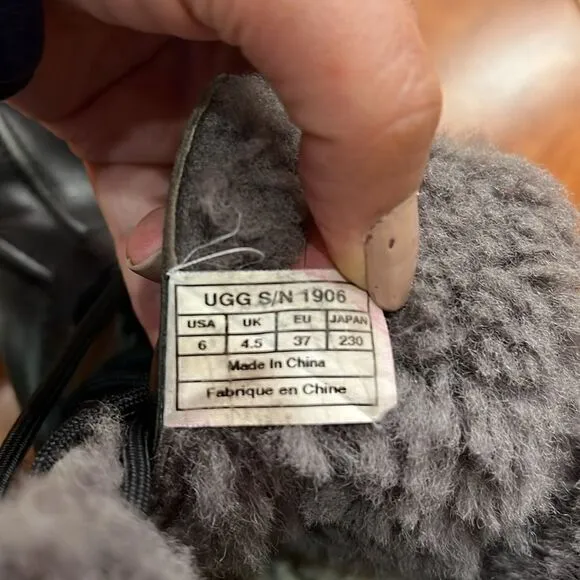 UGG S/N 1906
USA UK EU JAPAN
6 4.5 37 230
Made In China
Fabrique en Chine